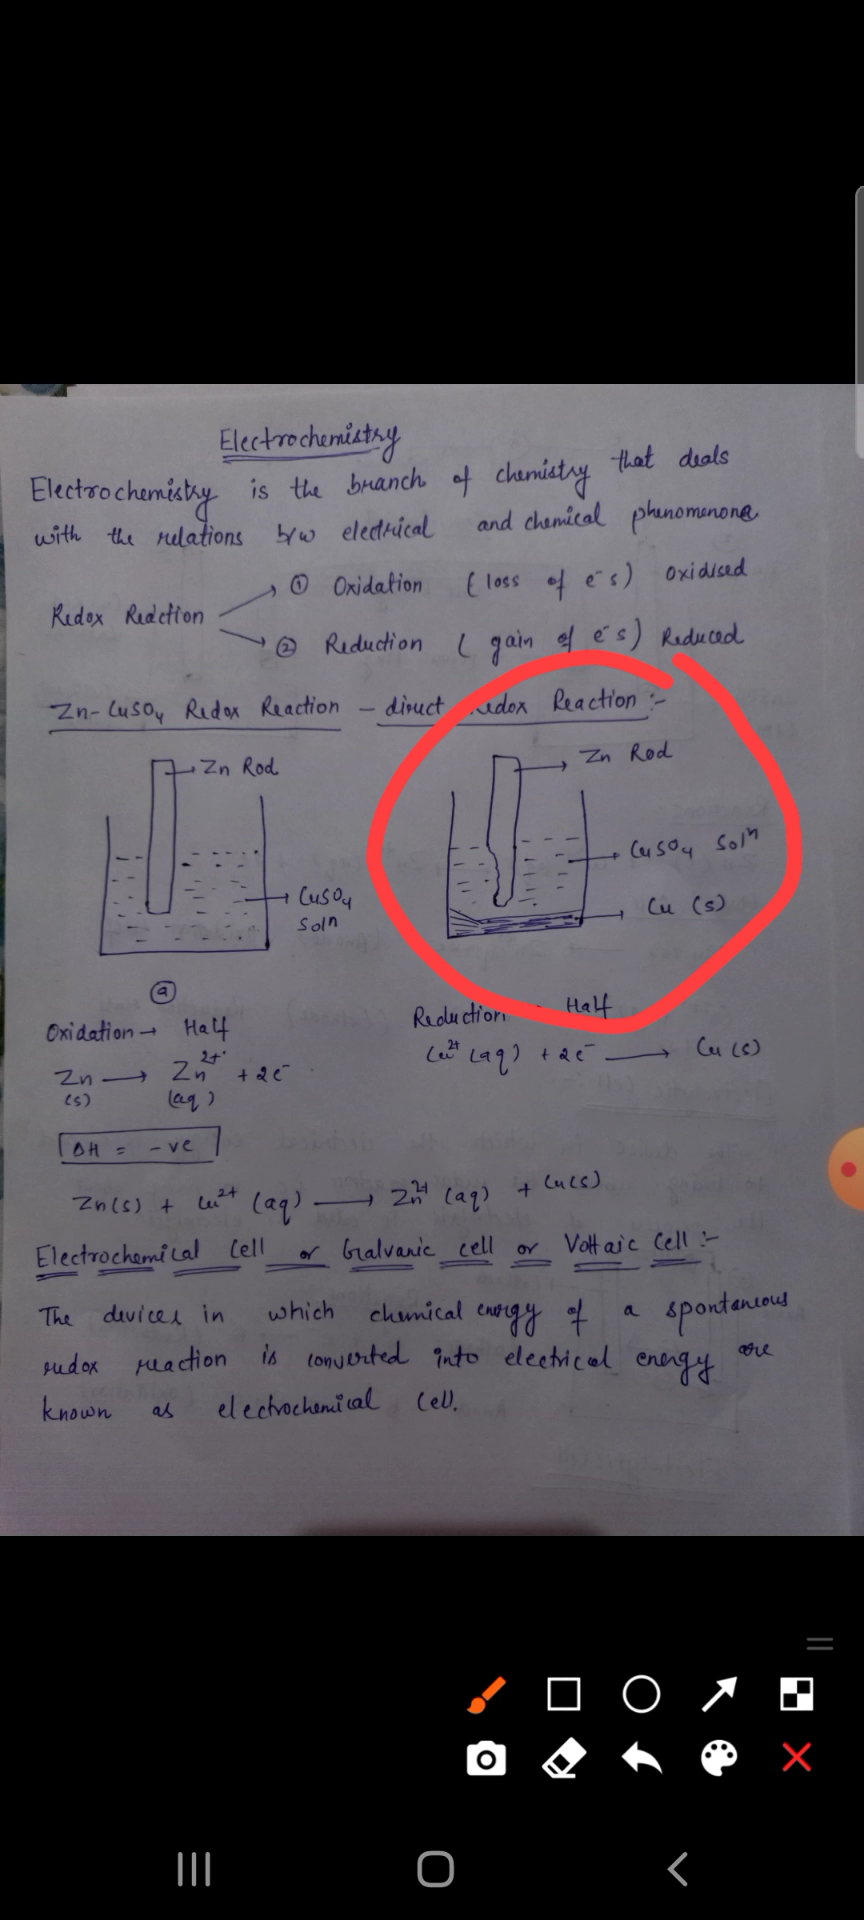 Electrochemistry
Electrochemistry is the branch of chemistry that deals
with the relations b/w electrical and chemical phenomenona
Redox Reaction
① Oxidation (loss of e⁻s) oxidised
② Reduction (gain of e⁻s) Reduced
Zn-CuSO₄ Redox Reaction - direct Redox Reaction :-
Zn Rod
CuSO₄
Soln
Zn Rod
CuSO₄ Solⁿ
Cu (s)
ⓐ
Oxidation → Half
Zn → Zn²⁺ + 2e⁻
(s) (aq)
Reduction Half
Cu²⁺ (aq) + 2e⁻ → Cu (s)
ΔH = -ve
Zn(s) + Cu²⁺ (aq) → Zn²⁺ (aq) + Cu(s)
Electrochemical Cell or Galvanic cell or Voltaic Cell :-
The devices in which chemical energy of a spontaneous
redox reaction is converted into electrical energy are
known as electrochemical Cell.